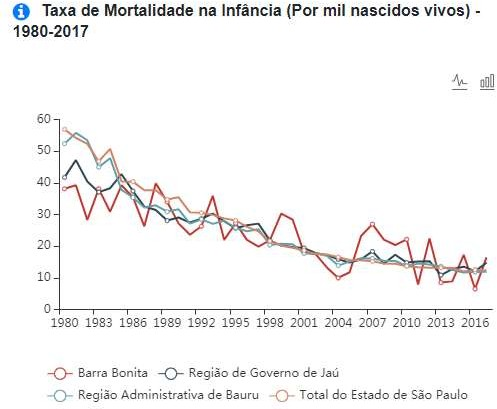 Taxa de Mortalidade na Infância (Por mil nascidos vivos) -
1980-2017
60
50
40
30
20
10
0
1980 1983 1986 1989 1992 1995 1998 2001 2004 2007 2010 2013 2016
Barra Bonita Região de Governo de Jaú
Região Administrativa de Bauru Total do Estado de São Paulo